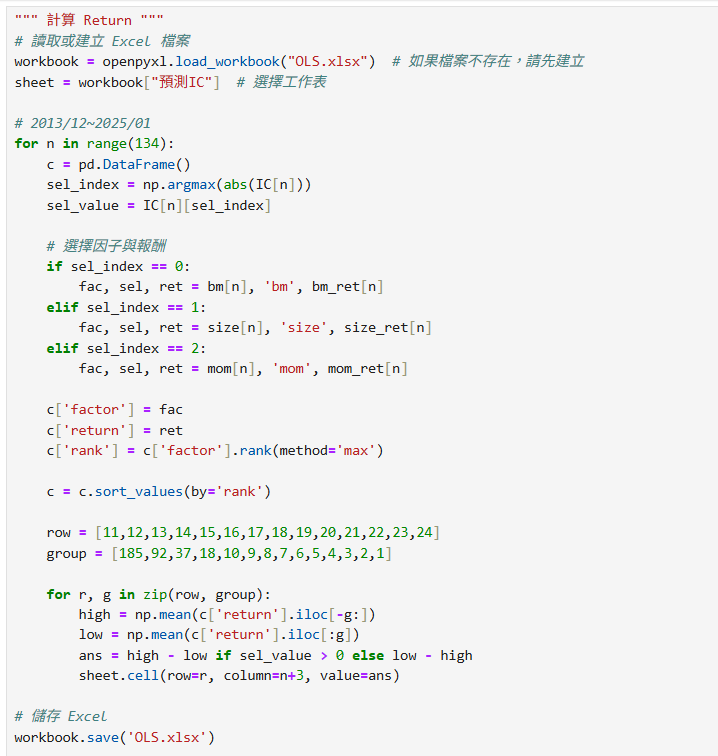 """ 計算 Return """
# 讀取或建立 Excel 檔案
workbook = openpyxl.load_workbook("OLS.xlsx")  # 如果檔案不存在，請先建立
sheet = workbook["預測IC"]  # 選擇工作表

# 2013/12~2025/01
for n in range(134):
    c = pd.DataFrame()
    sel_index = np.argmax(abs(IC[n]))
    sel_value = IC[n][sel_index]

    # 選擇因子與報酬
    if sel_index == 0:
        fac, sel, ret = bm[n], 'bm', bm_ret[n]
    elif sel_index == 1:
        fac, sel, ret = size[n], 'size', size_ret[n]
    elif sel_index == 2:
        fac, sel, ret = mom[n], 'mom', mom_ret[n]

    c['factor'] = fac
    c['return'] = ret
    c['rank'] = c['factor'].rank(method='max')

    c = c.sort_values(by='rank')

    row = [11,12,13,14,15,16,17,18,19,20,21,22,23,24]
    group = [185,92,37,18,10,9,8,7,6,5,4,3,2,1]

    for r, g in zip(row, group):
        high = np.mean(c['return'].iloc[-g:])
        low = np.mean(c['return'].iloc[:g])
        ans = high - low if sel_value > 0 else low - high
        sheet.cell(row=r, column=n+3, value=ans)

# 儲存 Excel
workbook.save('OLS.xlsx')